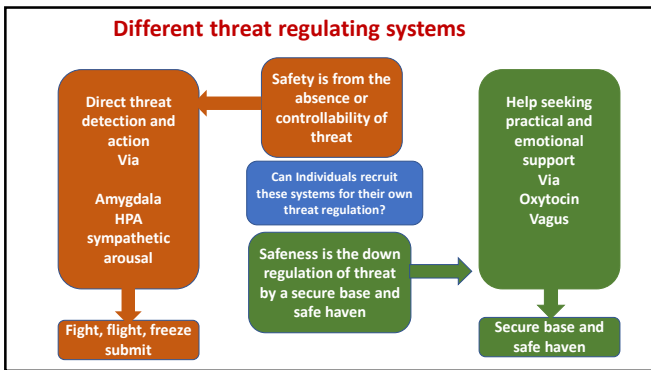 Different threat regulating systems
Direct threat
detection and
action
Via
Amygdala
HPA
sympathetic
arousal
Safety is from the
absence or
controllability of
threat
Can Individuals recruit
these systems for their own
threat regulation?
Safeness is the down
regulation of threat
by a secure base and
safe haven
Help seeking
practical and
emotional
support
Via
Oxytocin
Vagus
Fight, flight, freeze
submit
Secure base and
safe haven